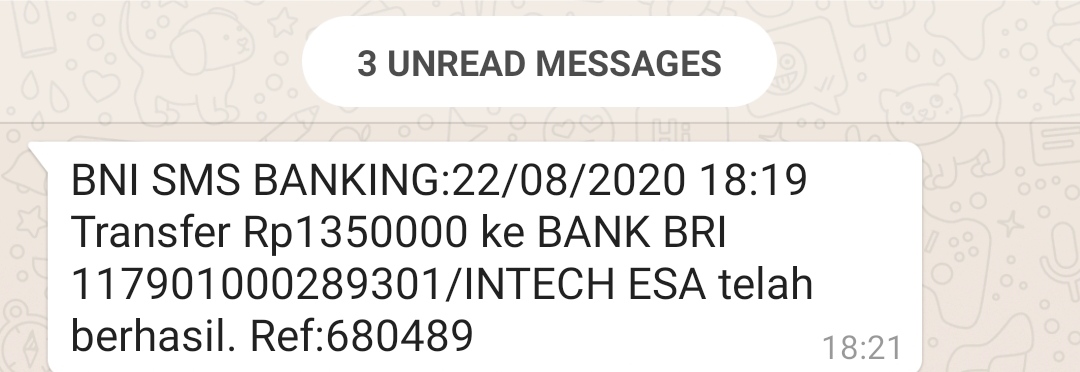 3 UNREAD MESSAGES
Hi
BNI SMS BANKING:22/08/2020 18:19
Transfer Rp1350000 ke BANK BRI
117901000289301/INTECH ESA telah
berhasil. Ref:680489
18:21